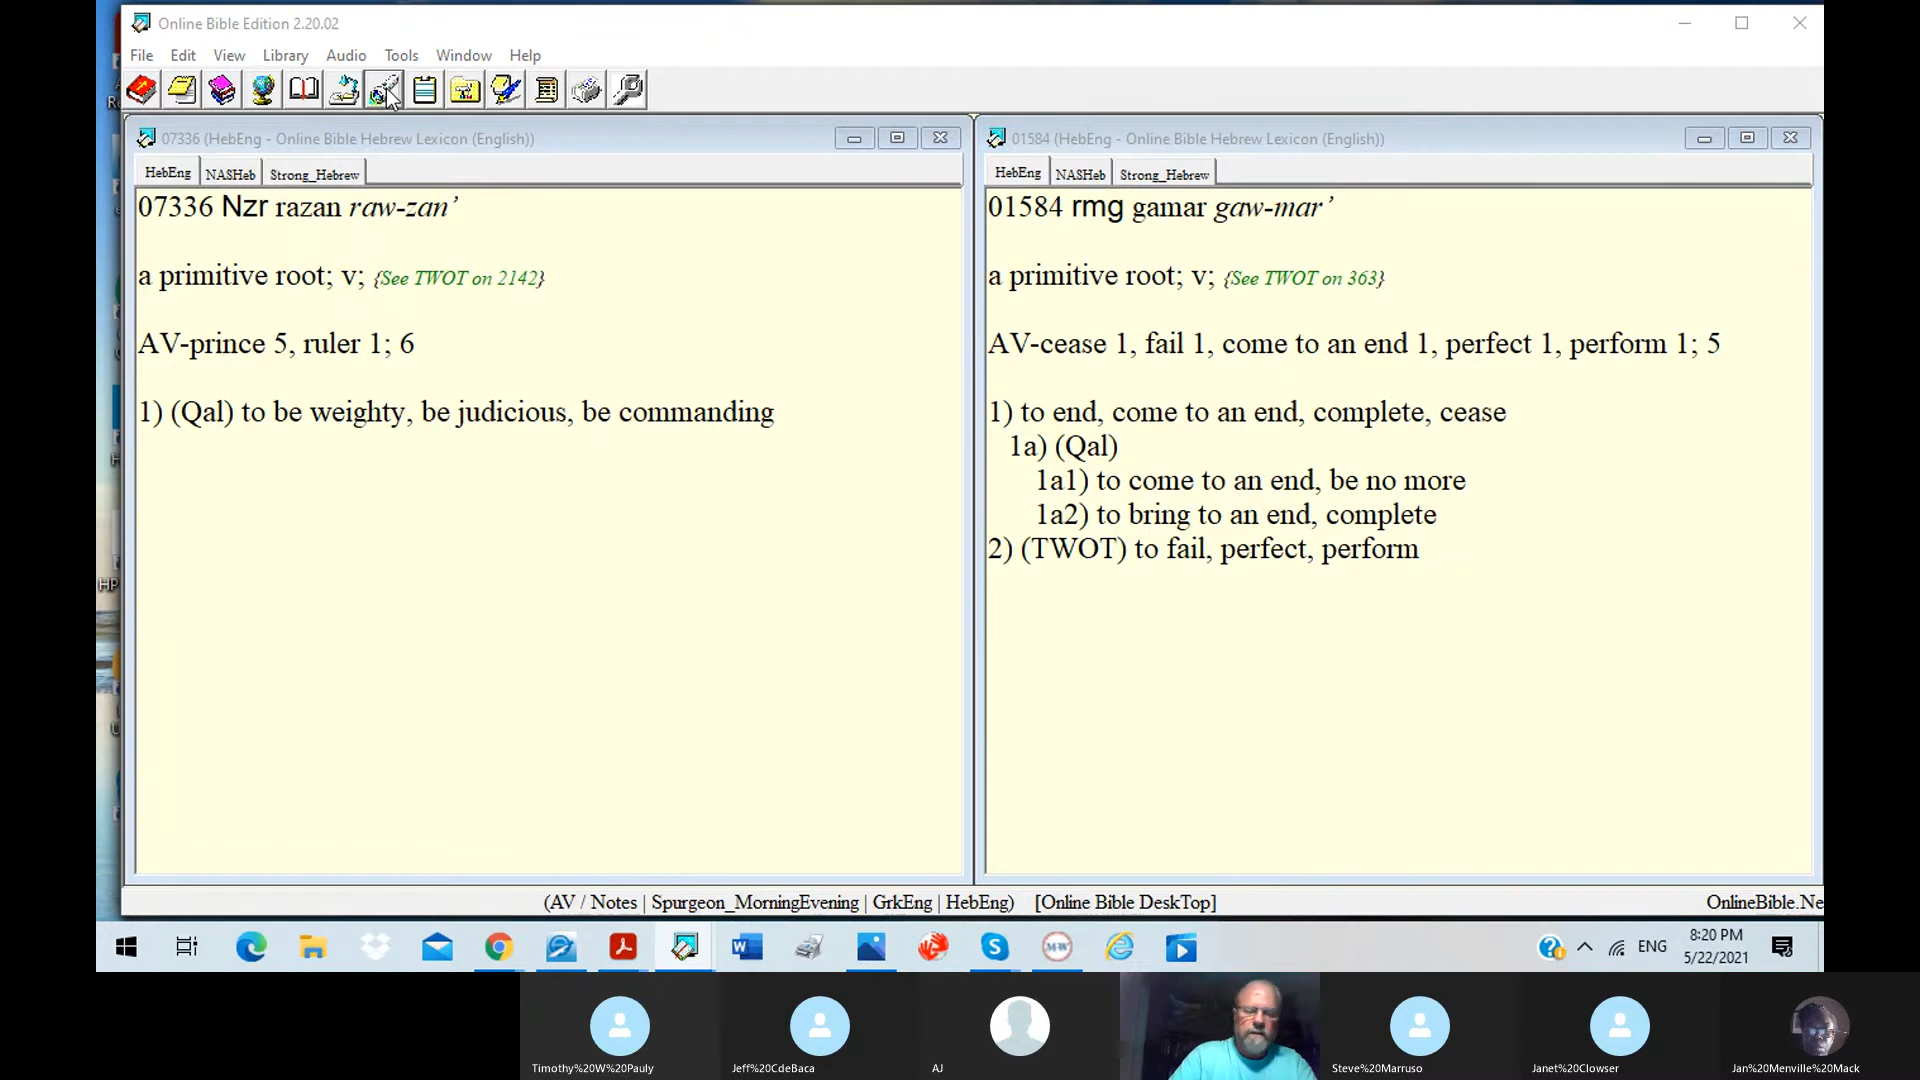 Online Bible Edition 2.20.02
File Edit View Library Audio Tools Window Help
07336 (HebEng - Online Bible Hebrew Lexicon (English))
HebEng NASHeb Strong_Hebrew
07336 Nzr razan raw-zan’
a primitive root; v; {See TWOT on 2142}
AV-prince 5, ruler 1; 6
1) (Qal) to be weighty, be judicious, be commanding
01584 (HebEng - Online Bible Hebrew Lexicon (English))
HebEng NASHeb Strong_Hebrew
01584 rmg gamar gaw-mar’
a primitive root; v; {See TWOT on 363}
AV-cease 1, fail 1, come to an end 1, perfect 1, perform 1; 5
1) to end, come to an end, complete, cease
1a) (Qal)
1a1) to come to an end, be no more
1a2) to bring to an end, complete
2) (TWOT) to fail, perfect, perform
(AV / Notes | Spurgeon_MorningEvening | GrkEng | HebEng) [Online Bible DeskTop] OnlineBible.Ne
HP
ENG
8:20 PM
5/22/2021
Timothy%20W%20Pauly
Jeff%20CdeBaca
AJ
Steve%20Marruso
Janet%20Clowser
Jan%20Menville%20Mack